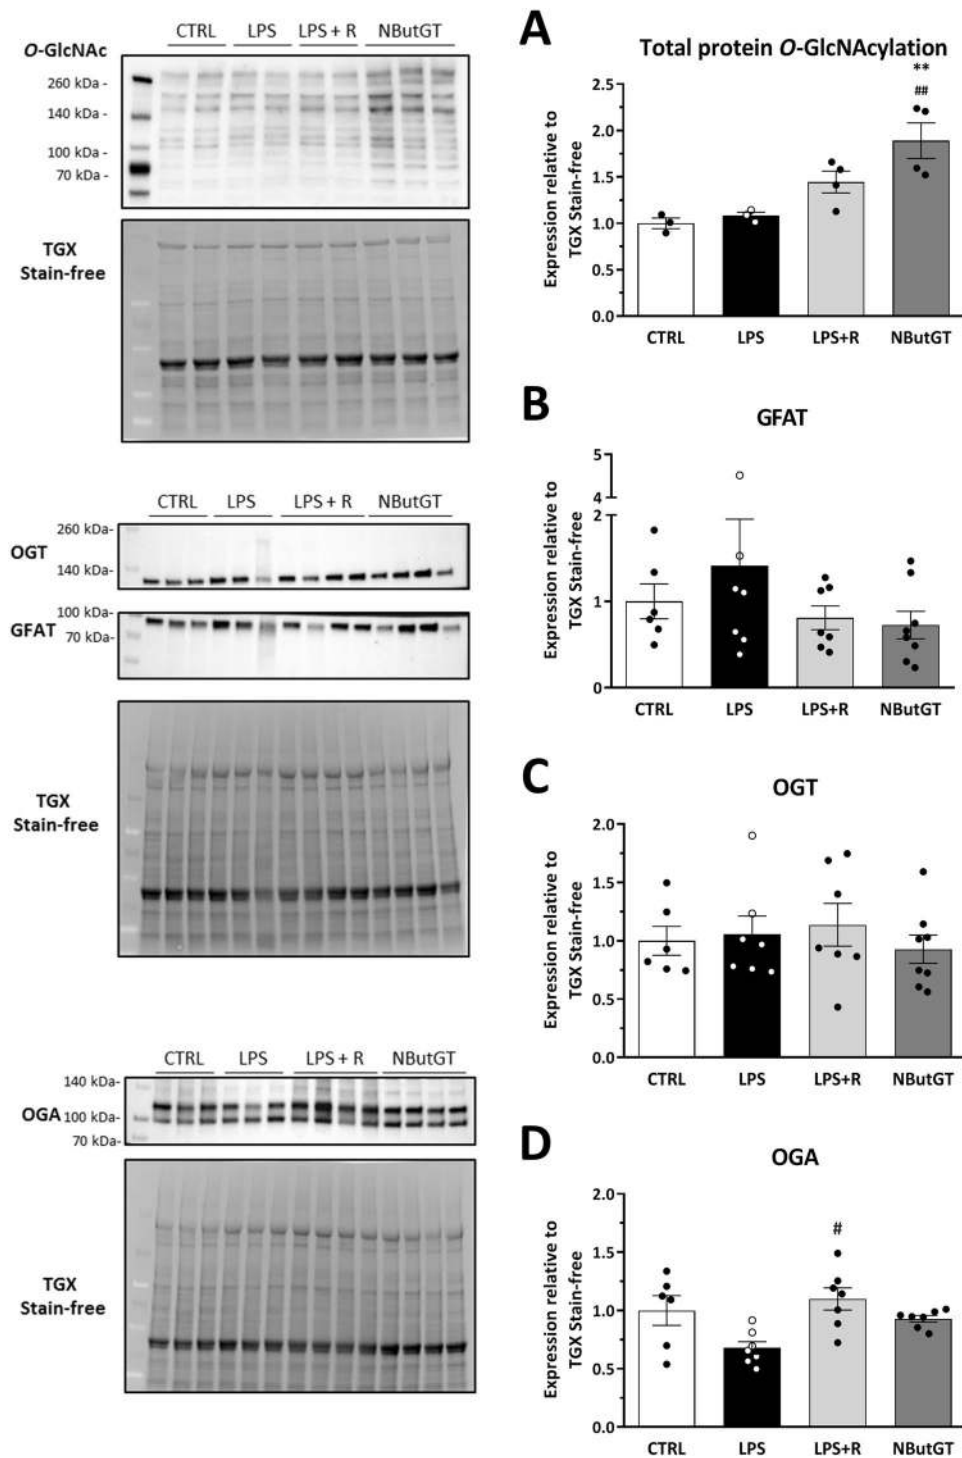 CTRL LPS LPS + R NButGT
O-GlcNAc
260 kDa -
140 kDa -
100 kDa -
70 kDa -
TGX
Stain-free
CTRL LPS LPS + R NButGT
260 kDa-
OGT
140 kDa-
100 kDa-
GFAT
70 kDa-
TGX
Stain-free
CTRL LPS LPS + R NButGT
140 kDa-
OGA 100 kDa-
70 kDa-
TGX
Stain-free
A
Total protein O-GlcNAcylation
**
##
Expression relative to
TGX Stain-free
2.5
2.0
1.5
1.0
0.5
0.0
CTRL LPS LPS+R NButGT
B
GFAT
Expression relative to
TGX Stain-free
5
4
2
1
0
CTRL LPS LPS+R NButGT
C
OGT
Expression relative to
TGX Stain-free
2.0
1.5
1.0
0.5
0.0
CTRL LPS LPS+R NButGT
D
OGA
#
Expression relative to
TGX Stain-free
2.0
1.5
1.0
0.5
0.0
CTRL LPS LPS+R NButGT